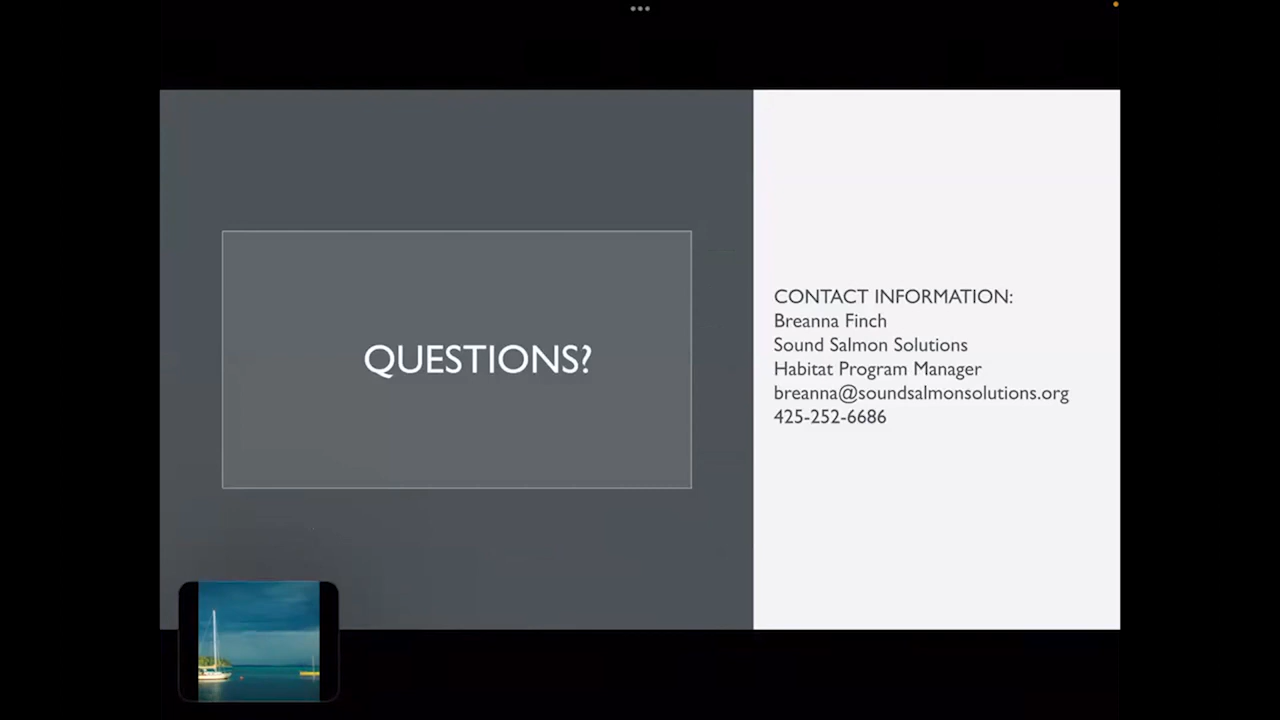 QUESTIONS?
CONTACT INFORMATION:
Breanna Finch
Sound Salmon Solutions
Habitat Program Manager
breanna@soundsalmonsolutions.org
425-252-6686